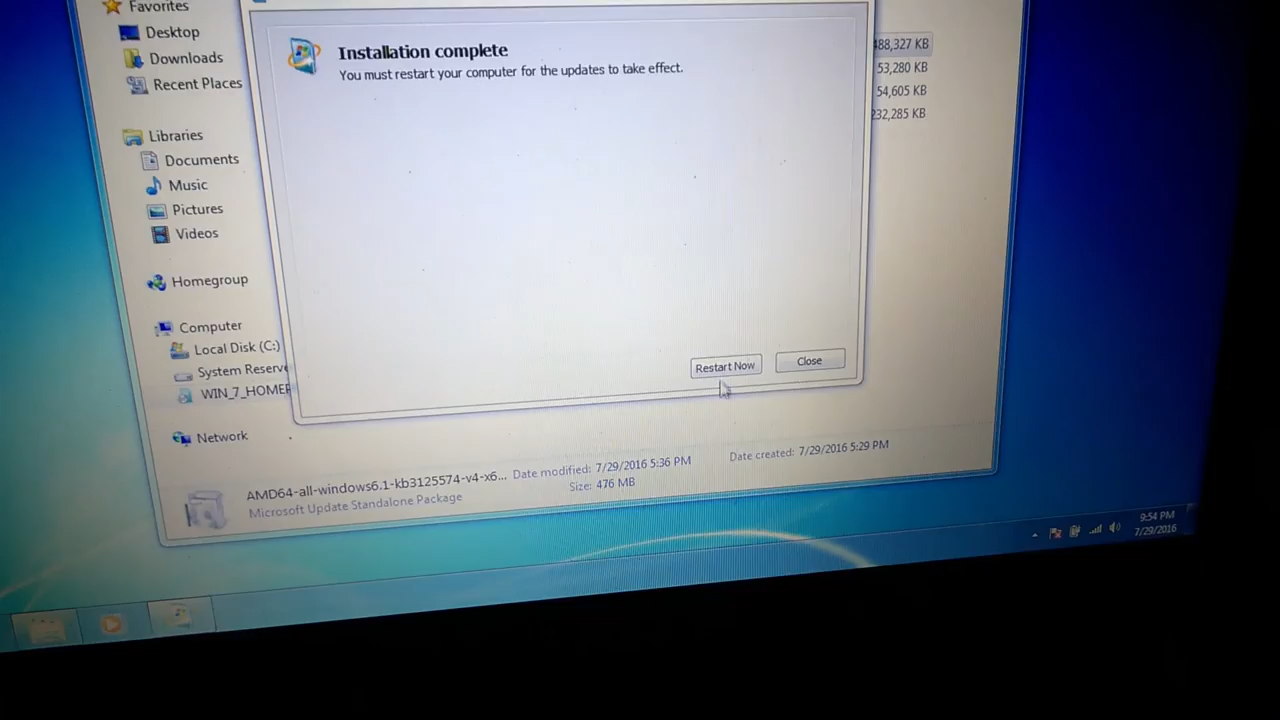 Favorites
Desktop
Downloads
Recent Places
Libraries
Documents
Music
Pictures
Videos
Homegroup
Computer
Local Disk (C:)
System Reserve
WIN_7_HOMEP
Network
Installation complete
You must restart your computer for the updates to take effect.
Restart Now
Close
488,327 KB
53,280 KB
54,605 KB
232,285 KB
AMD64-all-windows6.1-kb3125574-v4-x6...
Microsoft Update Standalone Package
Date modified: 7/29/2016 5:36 PM
Size: 476 MB
Date created: 7/29/2016 5:29 PM
9:54 PM
7/29/2016